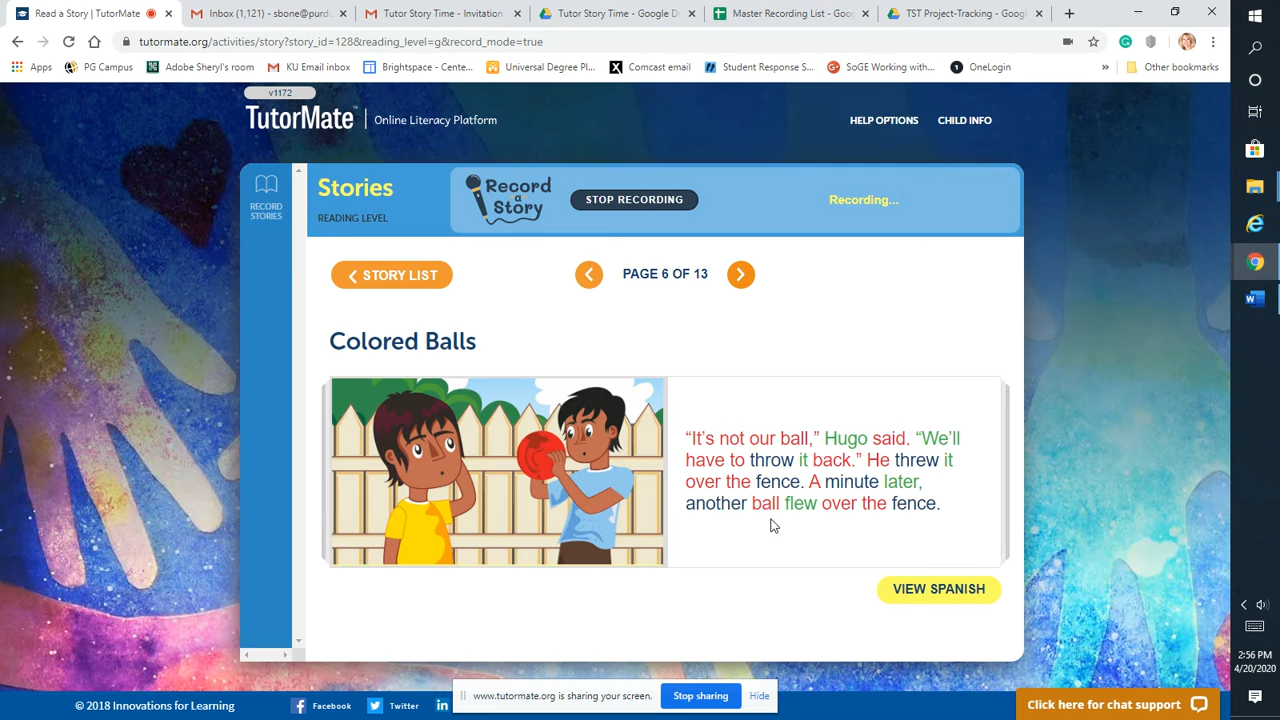 Read a Story | TutorMate
Inbox (1,121) - sbone@purd
Tutor Story Time - Invitation
Tutor Story Time - Google D
Master Recording List - Goog
TST Project-Tracking - Googl
tutormate.org/activities/story?story_id=128&reading_level=g&record_mode=true
Apps
PG Campus
Adobe Sheryl's room
KU Email inbox
Brightspace - Cente...
Universal Degree Pl...
Comcast email
Student Response S...
SoGE Working with...
OneLogin
»
Other bookmarks
v1172
TutorMate™ | Online Literacy Platform
HELP OPTIONS
CHILD INFO
RECORD
STORIES
Stories
READING LEVEL
Record
a
Story
STOP RECORDING
Recording...
STORY LIST
PAGE 6 OF 13
Colored Balls
“It’s not our ball,” Hugo said. “We’ll
have to throw it back.” He threw it
over the fence. A minute later,
another ball flew over the fence.
VIEW SPANISH
© 2018 Innovations for Learning
Facebook
Twitter
in
www.tutormate.org is sharing your screen.
Stop sharing
Hide
Click here for chat support
2:56 PM
4/20/2020